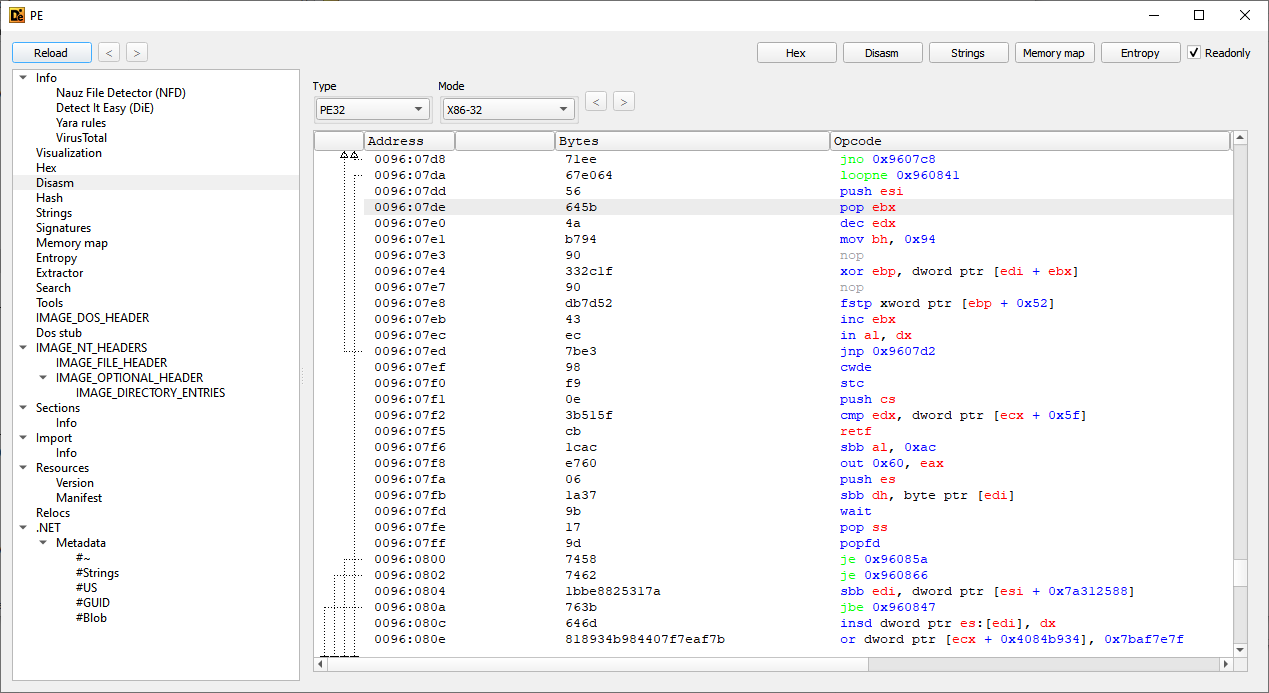 PE
Reload < > Hex Disasm Strings Memory map Entropy Readonly
Info
Nauz File Detector (NFD)
Detect It Easy (DiE)
Yara rules
VirusTotal
Visualization
Hex
Disasm
Hash
Strings
Signatures
Memory map
Entropy
Extractor
Search
Tools
IMAGE_DOS_HEADER
Dos stub
IMAGE_NT_HEADERS
IMAGE_FILE_HEADER
IMAGE_OPTIONAL_HEADER
IMAGE_DIRECTORY_ENTRIES
Sections
Info
Import
Info
Resources
Version
Manifest
Relocs
.NET
Metadata
#~
#Strings
#US
#GUID
#Blob
Type Mode
PE32 X86-32 < >
Address Bytes Opcode
0096:07d8 71ee jno 0x9607c8
0096:07da 67e064 loopne 0x960841
0096:07dd 56 push esi
0096:07de 645b pop ebx
0096:07e0 4a dec edx
0096:07e1 b794 mov bh, 0x94
0096:07e3 90 nop
0096:07e4 332c1f xor ebp, dword ptr [edi + ebx]
0096:07e7 90 nop
0096:07e8 db7d52 fstp xword ptr [ebp + 0x52]
0096:07eb 43 inc ebx
0096:07ec ec in al, dx
0096:07ed 7be3 jnp 0x9607d2
0096:07ef 98 cwde
0096:07f0 f9 stc
0096:07f1 0e push cs
0096:07f2 3b515f cmp edx, dword ptr [ecx + 0x5f]
0096:07f5 cb retf
0096:07f6 1cac sbb al, 0xac
0096:07f8 e760 out 0x60, eax
0096:07fa 06 push es
0096:07fb 1a37 sbb dh, byte ptr [edi]
0096:07fd 9b wait
0096:07fe 17 pop ss
0096:07ff 9d popfd
0096:0800 7458 je 0x96085a
0096:0802 7462 je 0x960866
0096:0804 1bbe8825317a sbb edi, dword ptr [esi + 0x7a312588]
0096:080a 763b jbe 0x960847
0096:080c 646d insd dword ptr es:[edi], dx
0096:080e 818934b984407f7eaf7b or dword ptr [ecx + 0x4084b934], 0x7baf7e7f